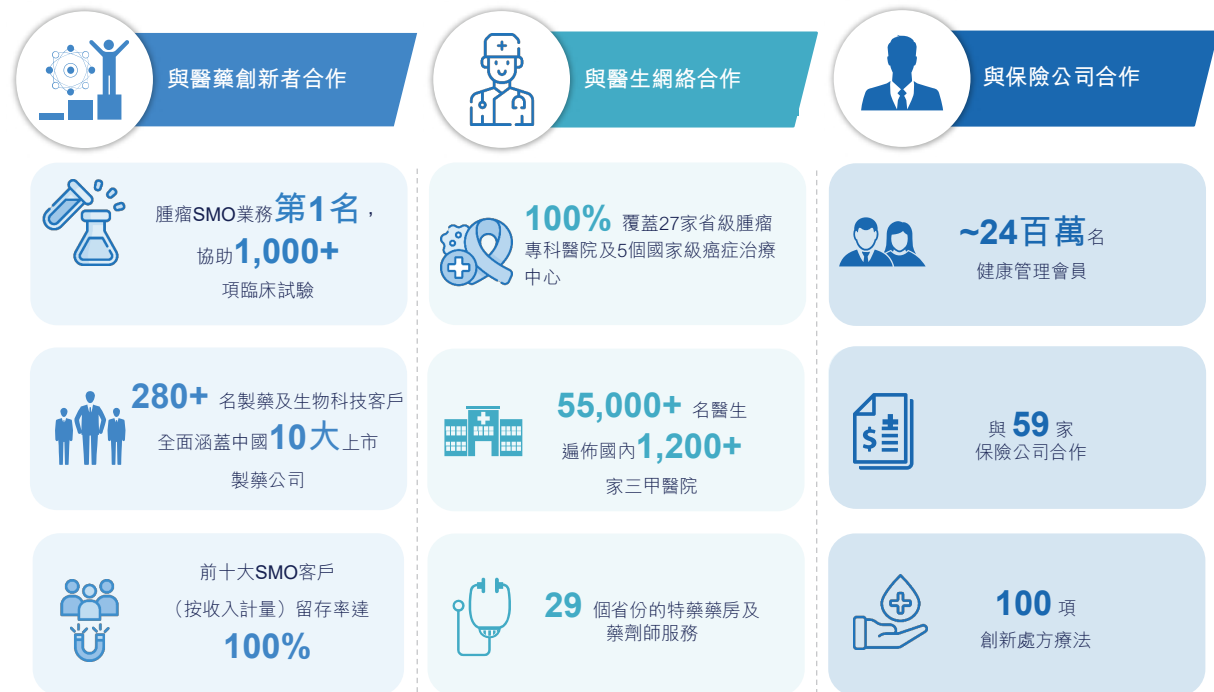 與醫藥創新者合作
腫瘤SMO業務第1名，
協助1,000+
項臨床試驗
280+ 名製藥及生物科技客戶
全面涵蓋中國10大上市
製藥公司
前十大SMO客戶
（按收入計量）留存率達
100%
與醫生網絡合作
100% 覆蓋27家省級腫瘤
專科醫院及5個國家級癌症治療
中心
55,000+ 名醫生
遍佈國內1,200+
家三甲醫院
29 個省份的特藥藥房及
藥劑師服務
與保險公司合作
~24百萬名
健康管理會員
與 59 家
保險公司合作
100 項
創新處方療法